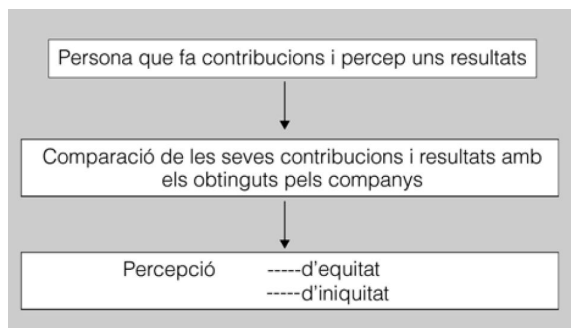 Persona que fa contribucions i percep uns resultats
Comparació de les seves contribucions i resultats amb
els obtinguts pels companys
Percepció -----d'equitat
-----d'iniquitat